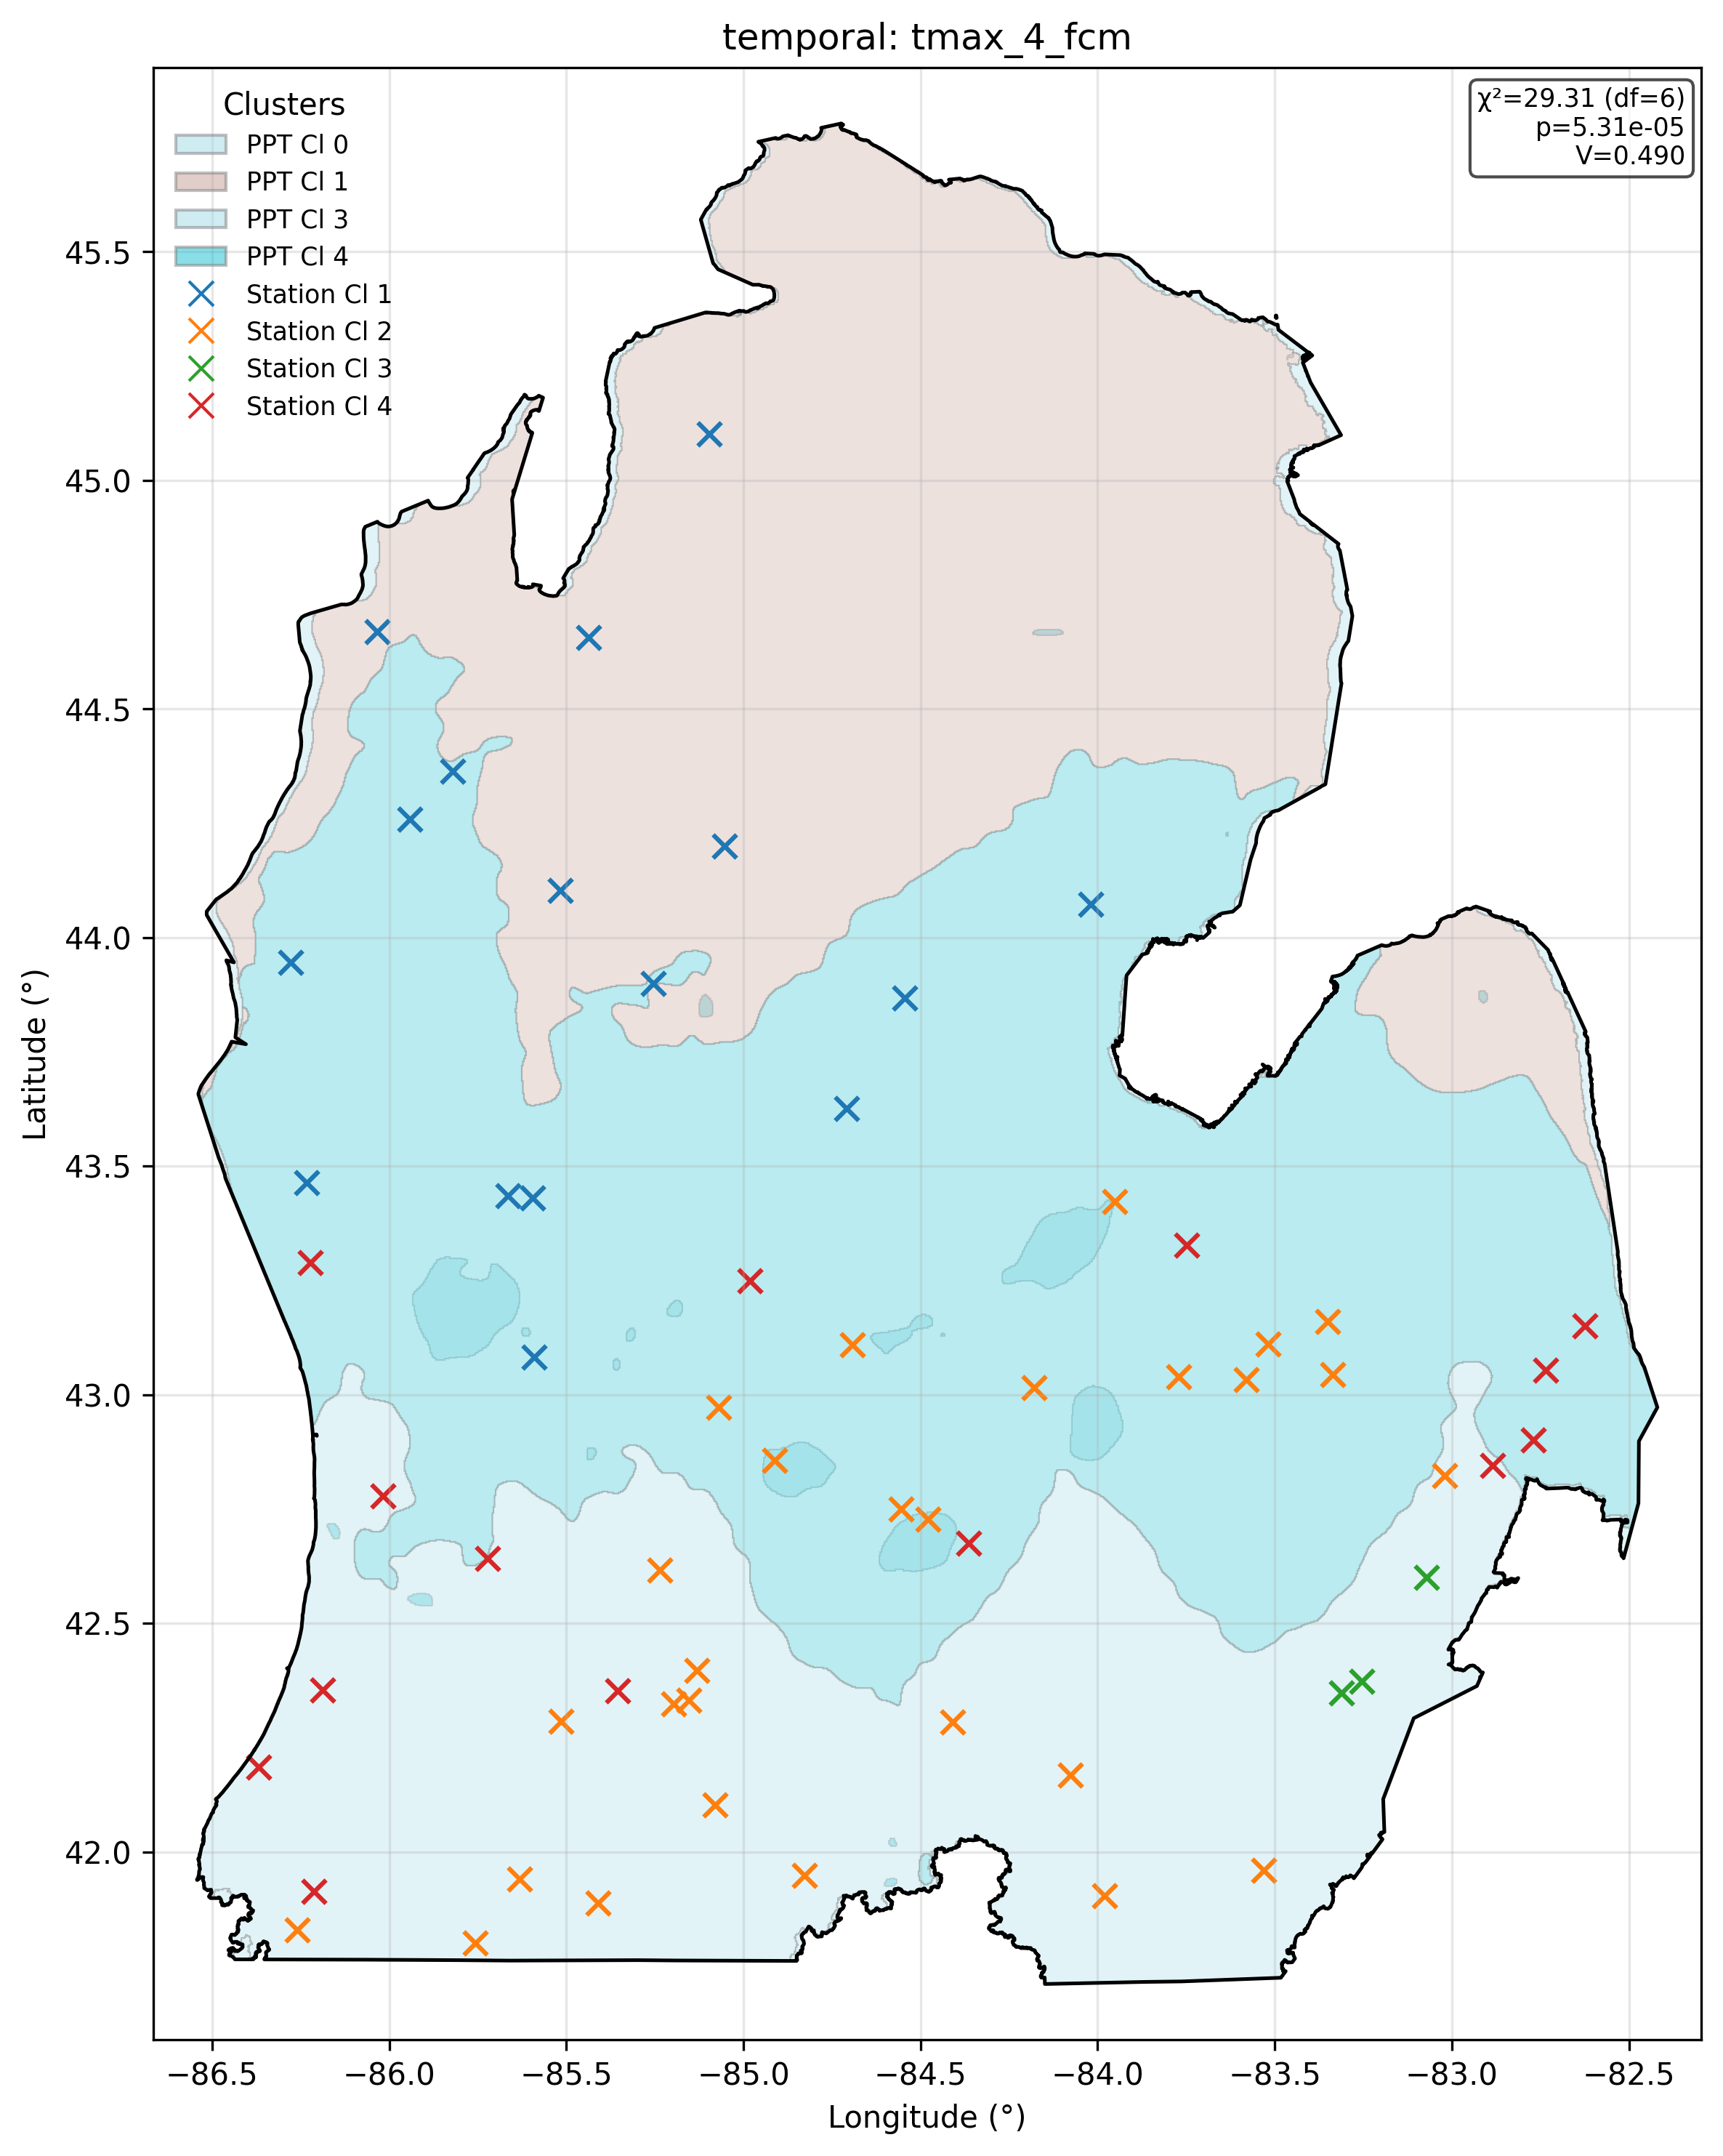 temporal: tmax_4_fcm
Clusters
PPT Cl 0
PPT Cl 1
PPT Cl 3
PPT Cl 4
Station Cl 1
Station Cl 2
Station Cl 3
Station Cl 4
χ²=29.31 (df=6)
p=5.31e-05
V=0.490
45.5
45.0
44.5
44.0
43.5
43.0
42.5
42.0
Latitude (°)
−86.5
−86.0
−85.5
−85.0
−84.5
−84.0
−83.5
−83.0
−82.5
Longitude (°)